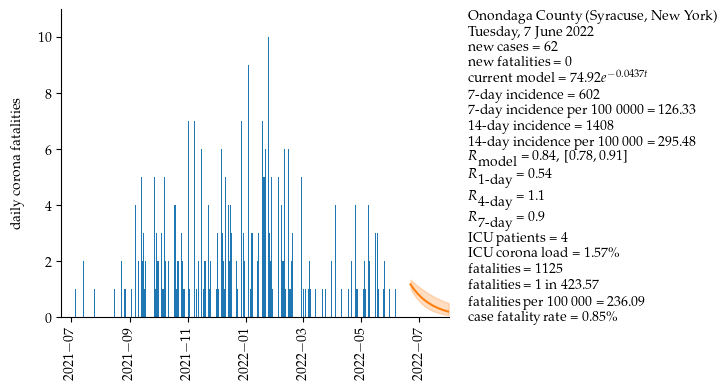 Onondaga County (Syracuse, New York)
Tuesday, 7 June 2022
new cases = 62
new fatalities = 0
current model = 74.92e^{−0.0437t}
7-day incidence = 602
7-day incidence per 100 0000 = 126.33
14-day incidence = 1408
14-day incidence per 100 000 = 295.48
R_model = 0.84, [0.78, 0.91]
R_1-day = 0.54
R_4-day = 1.1
R_7-day = 0.9
ICU patients = 4
ICU corona load = 1.57%
fatalities = 1125
fatalities = 1 in 423.57
fatalities per 100 000 = 236.09
case fatality rate = 0.85%
daily corona fatalities
10
8
6
4
2
0
2021−07
2021−09
2021−11
2022−01
2022−03
2022−05
2022−07